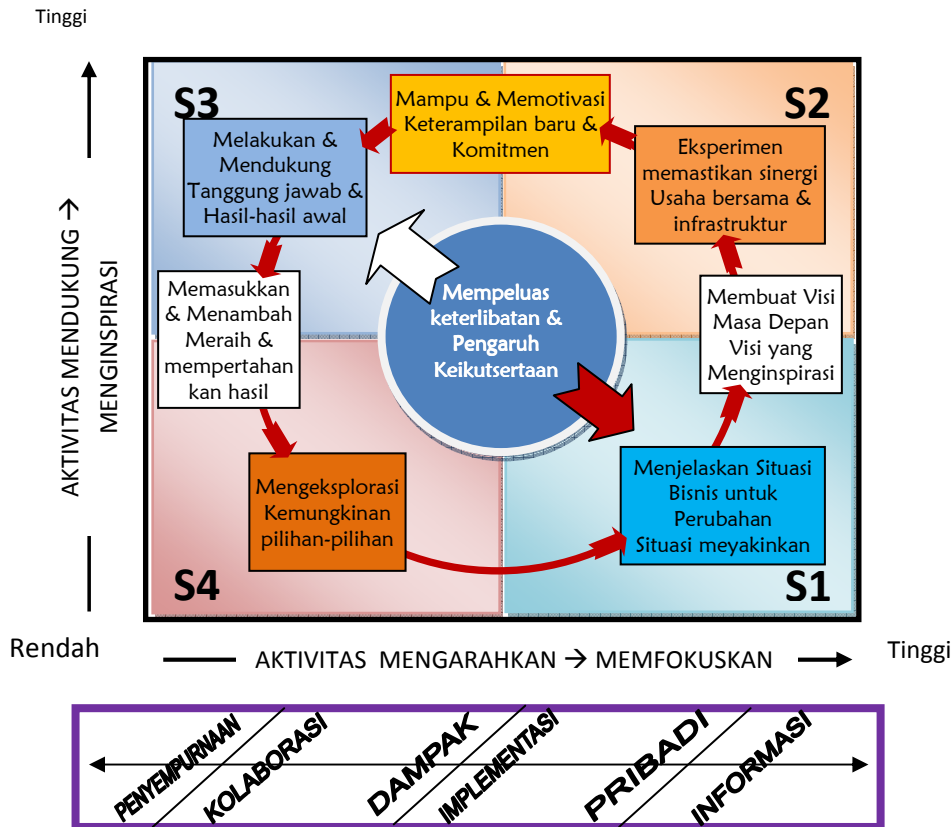 Tinggi
S3
S2
Mampu & Memotivasi
Keterampilan baru &
Komitmen
Melakukan &
Mendukung
Tanggung jawab &
Hasil-hasil awal
Eksperimen
memastikan sinergi
Usaha bersama &
infrastruktur
AKTIVITAS MENDUKUNG →
MENGINSPIRASI
Memasukkan
& Menambah
Meraih &
mempertahan
kan hasil
Mempeluas
keterlibatan &
Pengaruh
Keikutsertaan
Membuat Visi
Masa Depan
Visi yang
Menginspirasi
Mengeksplorasi
Kemungkinan
pilihan-pilihan
Menjelaskan Situasi
Bisnis untuk
Perubahan
Situasi meyakinkan
S4
S1
Rendah
AKTIVITAS MENGARAHKAN → MEMFOKUSKAN
Tinggi
PENYEMPURNAAN
KOLABORASI
DAMPAK
IMPLEMENTASI
PRIBADI
INFORMASI